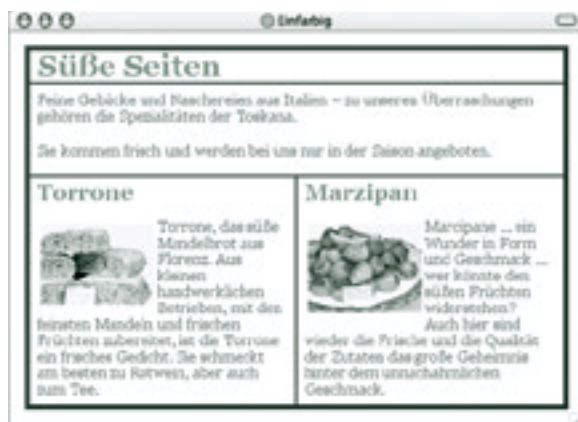 Einfarbig
Süße Seiten
Feine Gebäcke und Naschereien aus Italien – zu unseren Überraschungen
gehören die Spezialitäten der Toskana.
Sie kommen frisch und werden bei uns nur in der Saison angeboten.
Torrone
Torrone, das süße
Mandelbrot aus
Florenz. Aus
kleinen
handwerklichen
Betrieben, mit den
feinsten Mandeln und frischen
Früchten zubereitet, ist die Torrone
ein frisches Gedicht. Sie schmeckt
am besten zu Rotwein, aber auch
zum Tee.
Marzipan
Marzipane ... ein
Wunder in Form
und Geschmack ...
wer könnte den
süßen Früchten
widerstehen?
Auch hier sind
wieder die Frische und die Qualität
der Zutaten das große Geheimnis
hinter dem unnachahmlichen
Geschmack.